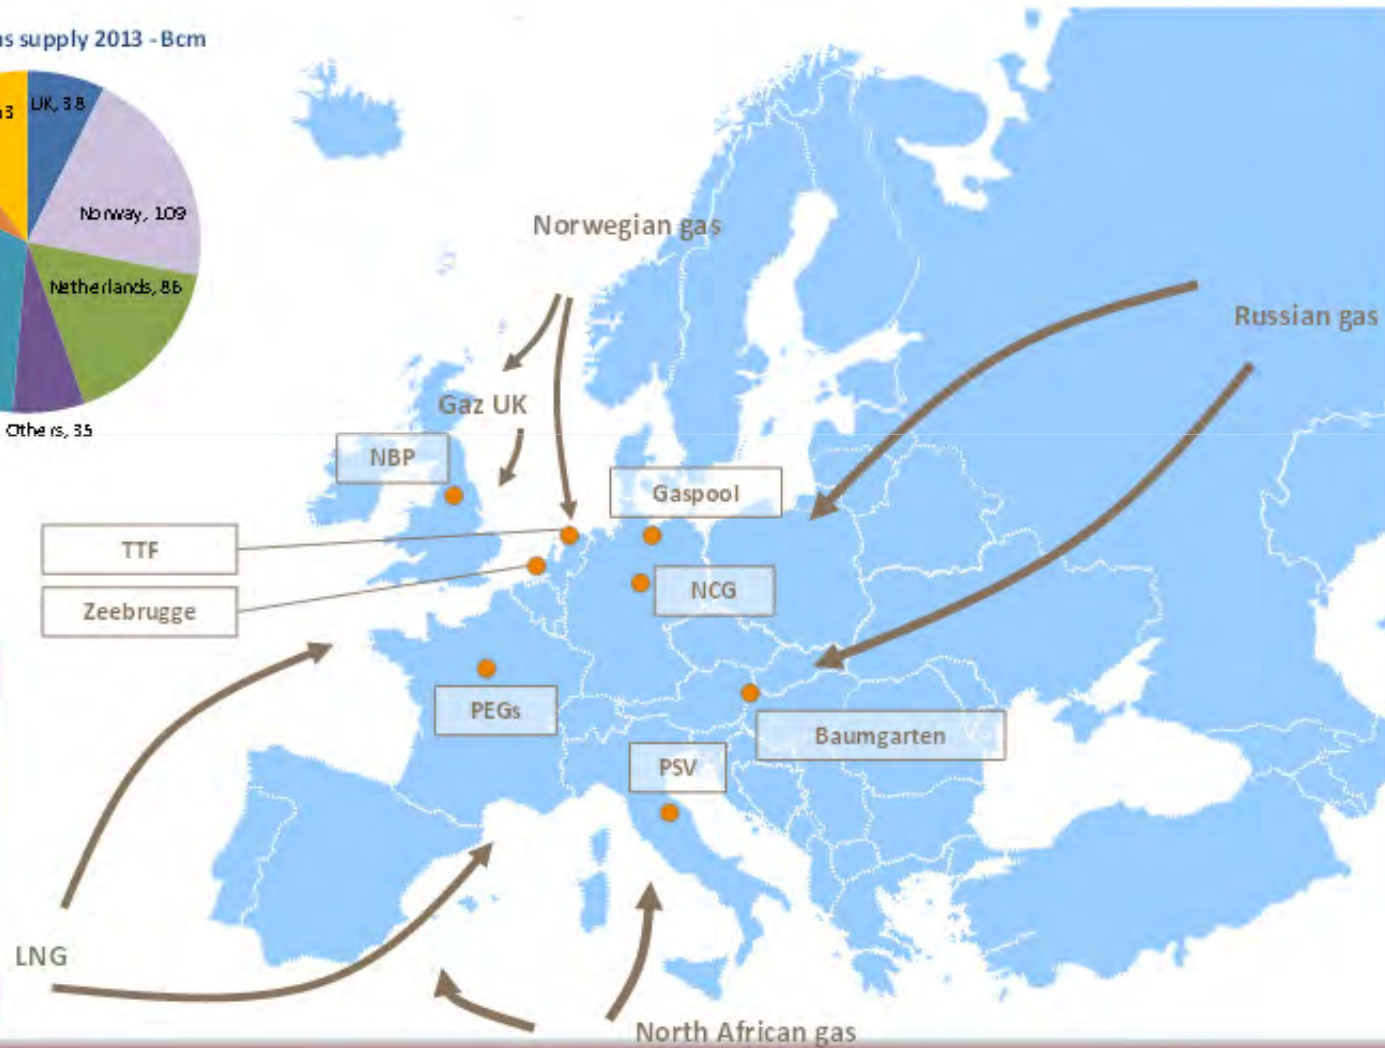 s supply 2013 - Bcm
3
UK, 38
Norway, 109
Netherlands, 86
Others, 35
Norwegian gas
Russian gas
Gaz UK
NBP
Gaspool
TTF
NCG
Zeebrugge
PEGs
Baumgarten
PSV
LNG
North African gas